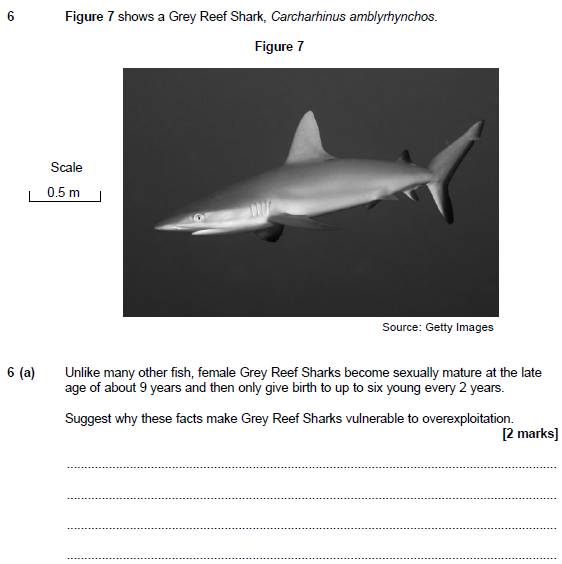 6 Figure 7 shows a Grey Reef Shark, Carcharhinus amblyrhynchos.
Figure 7
Scale
0.5 m
Source: Getty Images
6 (a) Unlike many other fish, female Grey Reef Sharks become sexually mature at the late
age of about 9 years and then only give birth to up to six young every 2 years.
Suggest why these facts make Grey Reef Sharks vulnerable to overexploitation.
[2 marks]